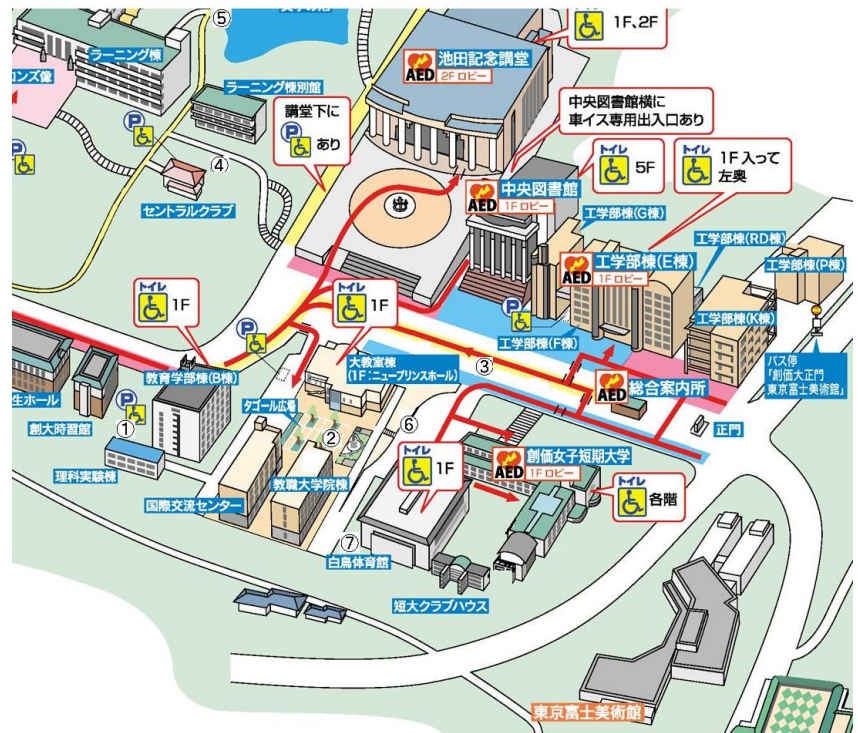 ⑤
トイレ
1F、2F
ラーニング棟
AED
池田記念講堂
2F ロビー
ラーニング棟別館
講堂下に
P
あり
中央図書館横に
車イス専用出入口あり
P
P
④
セントラルクラブ
AED
中央図書館
1F ロビー
トイレ
5F
トイレ
1F 入って
左奥
工学部棟(G棟)
AED
工学部棟(E棟)
1F ロビー
工学部棟(RD棟)
工学部棟(P棟)
トイレ
1F
P
トイレ
1F
P
工学部棟(F棟)
工学部棟(K棟)
大教室棟
(1F:ニュープリンスホール)
③
バス停
「創価大正門
東京富士美術館」
教育学部棟(B棟)
AED
総合案内所
生ホール
創大時習館
P
①
タゴール広場
②
⑥
正門
理科実験棟
国際交流センター
教職大学院棟
トイレ
1F
AED
創価女子短期大学
1F ロビー
トイレ
各階
⑦
白鳥体育館
短大クラブハウス
東京富士美術館